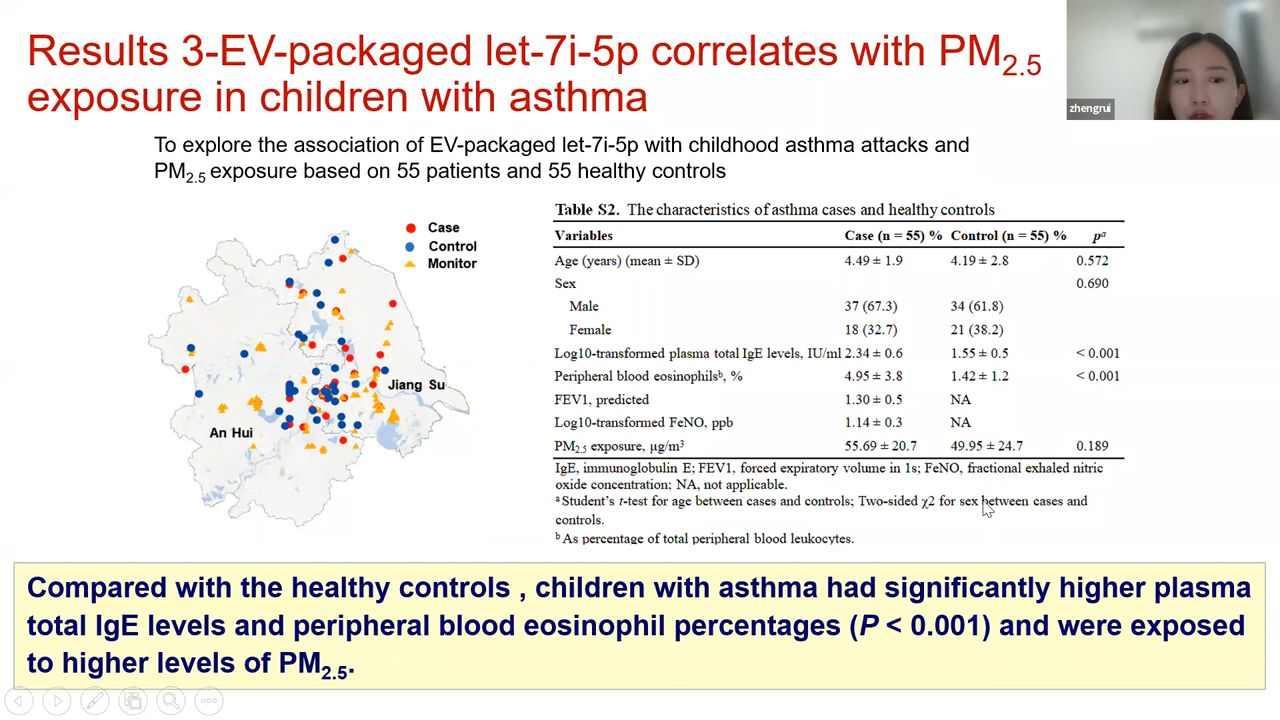 Results 3-EV-packaged let-7i-5p correlates with PM2.5
exposure in children with asthma
zhengrui
To explore the association of EV-packaged let-7i-5p with childhood asthma attacks and
PM2.5 exposure based on 55 patients and 55 healthy controls
Case
Control
Monitor
Jiang Su
An Hui
Table S2. The characteristics of asthma cases and healthy controls
Variables Case (n = 55) % Control (n = 55) % pᵃ
Age (years) (mean ± SD) 4.49 ± 1.9 4.19 ± 2.8 0.572
Sex 0.690
Male 37 (67.3) 34 (61.8)
Female 18 (32.7) 21 (38.2)
Log10-transformed plasma total IgE levels, IU/ml 2.34 ± 0.6 1.55 ± 0.5 < 0.001
Peripheral blood eosinophilsᵇ, % 4.95 ± 3.8 1.42 ± 1.2 < 0.001
FEV1, predicted 1.30 ± 0.5 NA
Log10-transformed FeNO, ppb 1.14 ± 0.3 NA
PM2.5 exposure, µg/m³ 55.69 ± 20.7 49.95 ± 24.7 0.189
IgE, immunoglobulin E; FEV1, forced expiratory volume in 1s; FeNO, fractional exhaled nitric
oxide concentration; NA, not applicable.
ᵃ Student's t-test for age between cases and controls; Two-sided χ2 for sex between cases and
controls.
ᵇ As percentage of total peripheral blood leukocytes.
Compared with the healthy controls , children with asthma had significantly higher plasma
total IgE levels and peripheral blood eosinophil percentages (P < 0.001) and were exposed
to higher levels of PM2.5.